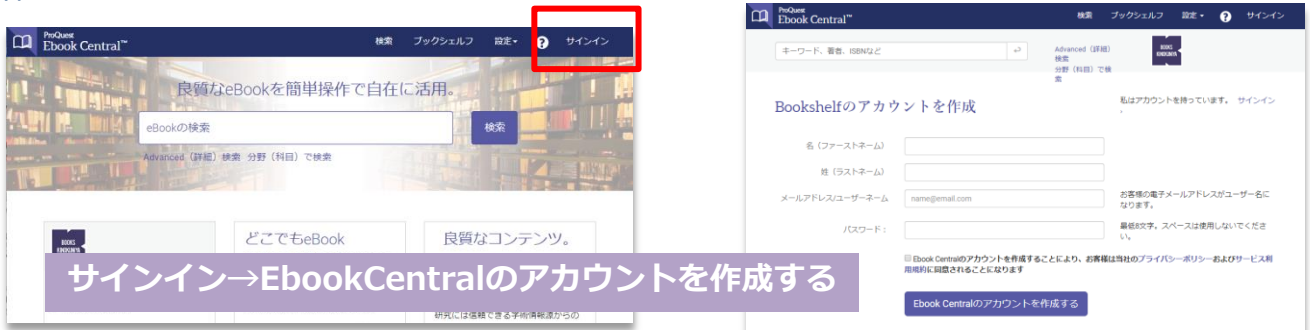 ProQuest
Ebook Central™
検索 ブックシェルフ 設定 ? サインイン
良質なeBookを簡単操作で自在に活用。
eBookの検索
検索
Advanced（詳細）検索 分野（科目）で検索
どこでもeBook
良質なコンテンツ。
研究には信頼できる学術情報源からの
サインイン→EbookCentralのアカウントを作成する
ProQuest
Ebook Central™
検索 ブックシェルフ 設定 ? サインイン
キーワード、著者、ISBNなど
Advanced（詳細）
検索
分野（科目）で検
索
Bookshelfのアカウントを作成
私はアカウントを持っています。 サインイン
。
名（ファーストネーム）
姓（ラストネーム）
メールアドレス/ユーザーネーム
name@email.com
お客様の電子メールアドレスがユーザー名に
なります。
パスワード：
最低8文字。スペースは使用しないでくださ
い。
Ebook Centralのアカウントを作成することにより、お客様は当社のプライバシーポリシーおよびサービス利
用規約に同意されることになります
Ebook Centralのアカウントを作成する